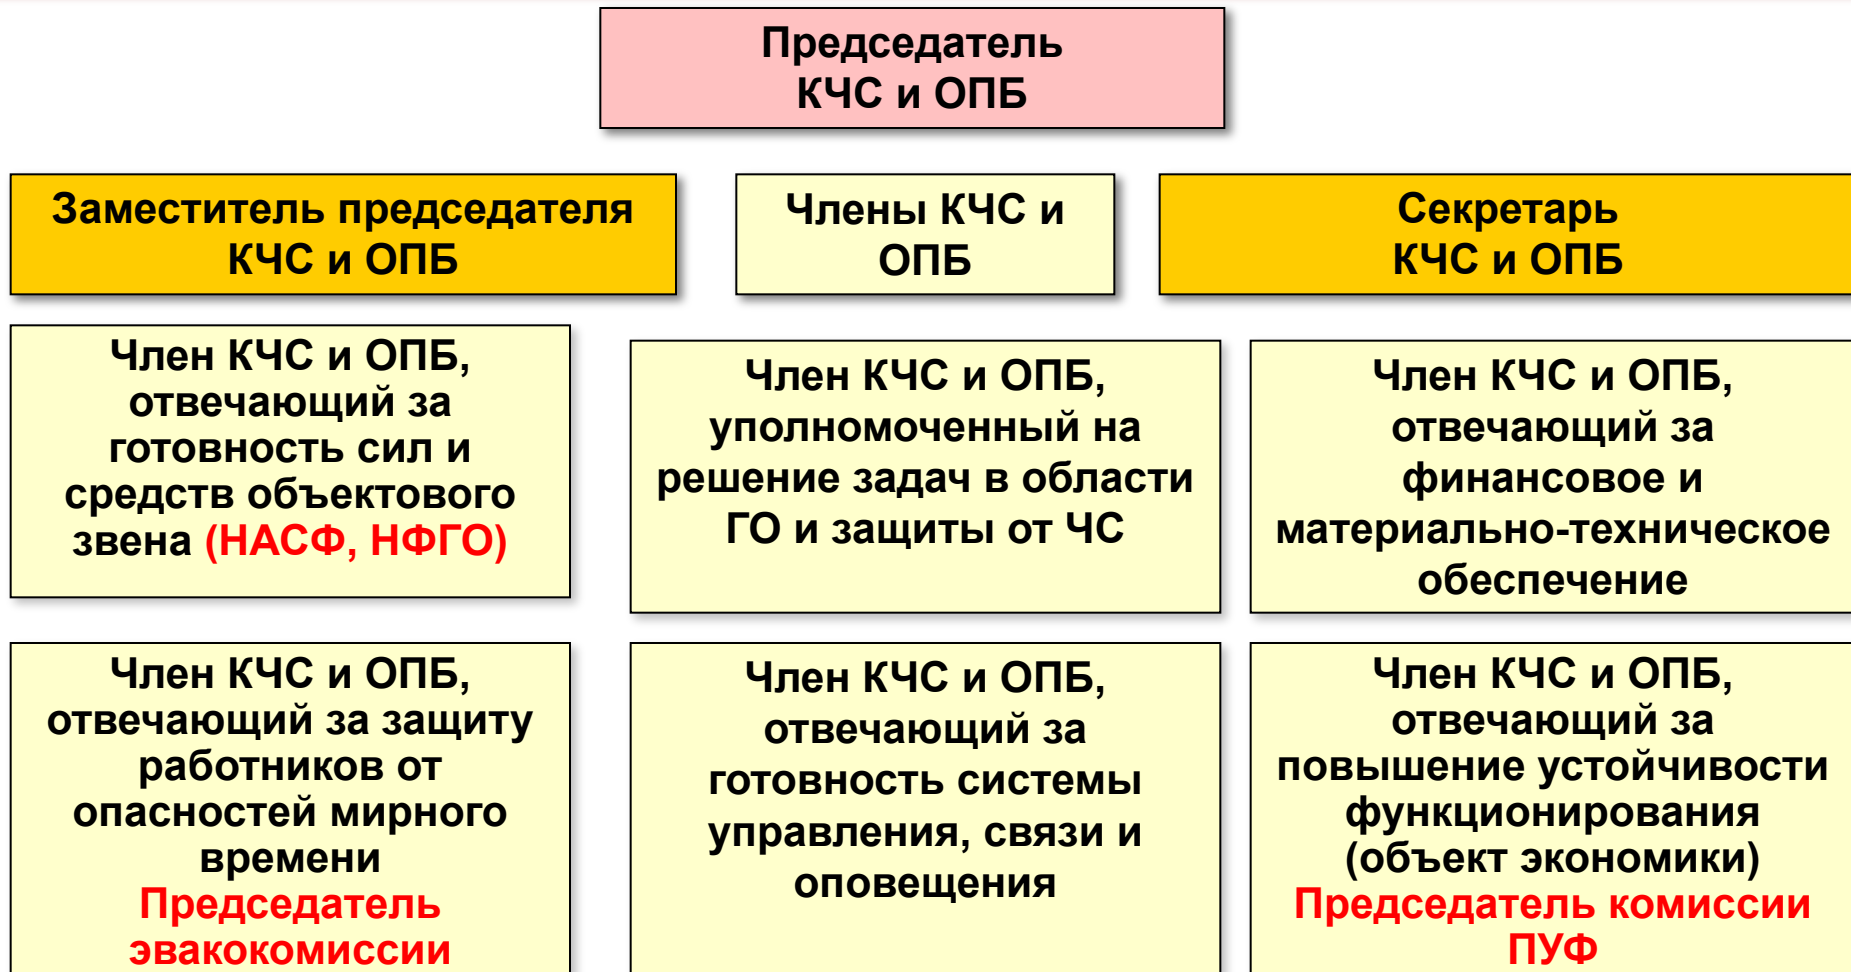 Председатель
КЧС и ОПБ
Заместитель председателя
КЧС и ОПБ
Члены КЧС и
ОПБ
Секретарь
КЧС и ОПБ
Член КЧС и ОПБ,
отвечающий за
готовность сил и
средств объектового
звена (НАСФ, НФГО)
Член КЧС и ОПБ,
уполномоченный на
решение задач в области
ГО и защиты от ЧС
Член КЧС и ОПБ,
отвечающий за
финансовое и
материально-техническое
обеспечение
Член КЧС и ОПБ,
отвечающий за защиту
работников от
опасностей мирного
времени
Председатель
эвакокомиссии
Член КЧС и ОПБ,
отвечающий за
готовность системы
управления, связи и
оповещения
Член КЧС и ОПБ,
отвечающий за
повышение устойчивости
функционирования
(объект экономики)
Председатель комиссии
ПУФ